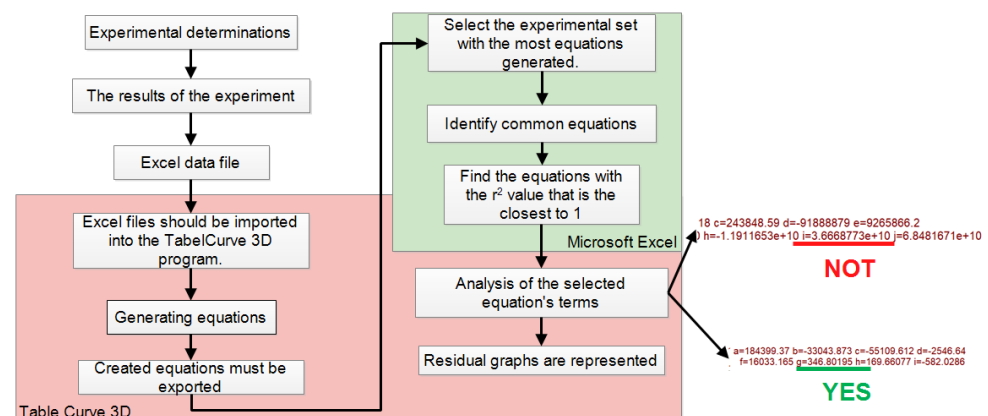 Experimental determinations
The results of the experiment
Excel data file
Excel files should be imported
into the TabelCurve 3D
program.
Generating equations
Created equations must be
exported
Table Curve 3D
Select the experimental set
with the most equations
generated.
Identify common equations
Find the equations with
the r² value that is the
closest to 1
Microsoft Excel
Analysis of the selected
equation's terms
Residual graphs are represented
18 c=243848.59 d=-91888879 e=9265866.2
) h=-1.1911653e+10 i=3.6668773e+10 j=6.8481671e+10
NOT
a=184399.37 b=-33043.873 c=-55109.612 d=-2546.64
f=16033.165 g=346.80195 h=169.66077 i=-582.0286
YES